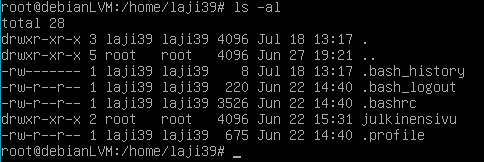 root@debianLVM:/home/laji39# ls -al
total 28
drwxr-xr-x 3 laji39 laji39 4096 Jul 18 13:17 .
drwxr-xr-x 5 root   root   4096 Jun 27 19:21 ..
-rw------- 1 laji39 laji39    8 Jul 18 13:17 .bash_history
-rw-r--r-- 1 laji39 laji39  220 Jun 22 14:40 .bash_logout
-rw-r--r-- 1 laji39 laji39 3526 Jun 22 14:40 .bashrc
drwxr-xr-x 2 root   root   4096 Jun 22 15:31 julkinensivu
-rw-r--r-- 1 laji39 laji39  675 Jun 22 14:40 .profile
root@debianLVM:/home/laji39# _